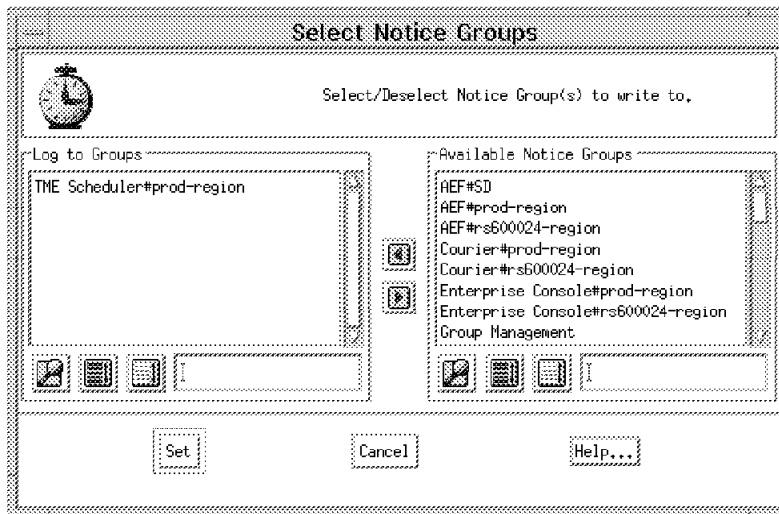 Select Notice Groups
Select/Deselect Notice Group(s) to write to.
Log to Groups
TME Scheduler#prod-region
Available Notice Groups
AEF#SD
AEF#prod-region
AEF#rs600024-region
Courier#prod-region
Courier#rs600024-region
Enterprise Console#prod-region
Enterprise Console#rs600024-region
Group Management
Set
Cancel
Help...